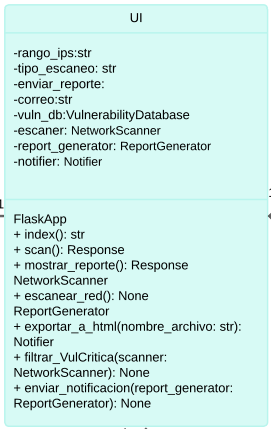 UI
-rango_ips:str
-tipo_escaneo: str
-enviar_reporte:
-correo:str
-vuln_db:VulnerabilityDatabase
-escaner: NetworkScanner
-report_generator: ReportGenerator
-notifier: Notifier
1
1
FlaskApp
+ index(): str
+ scan(): Response
+ mostrar_reporte(): Response
NetworkScanner
+ escanear_red(): None
ReportGenerator
+ exportar_a_html(nombre_archivo: str):
Notifier
+ filtrar_VulCritica(scanner:
NetworkScanner): None
+ enviar_notificacion(report_generator:
ReportGenerator): None